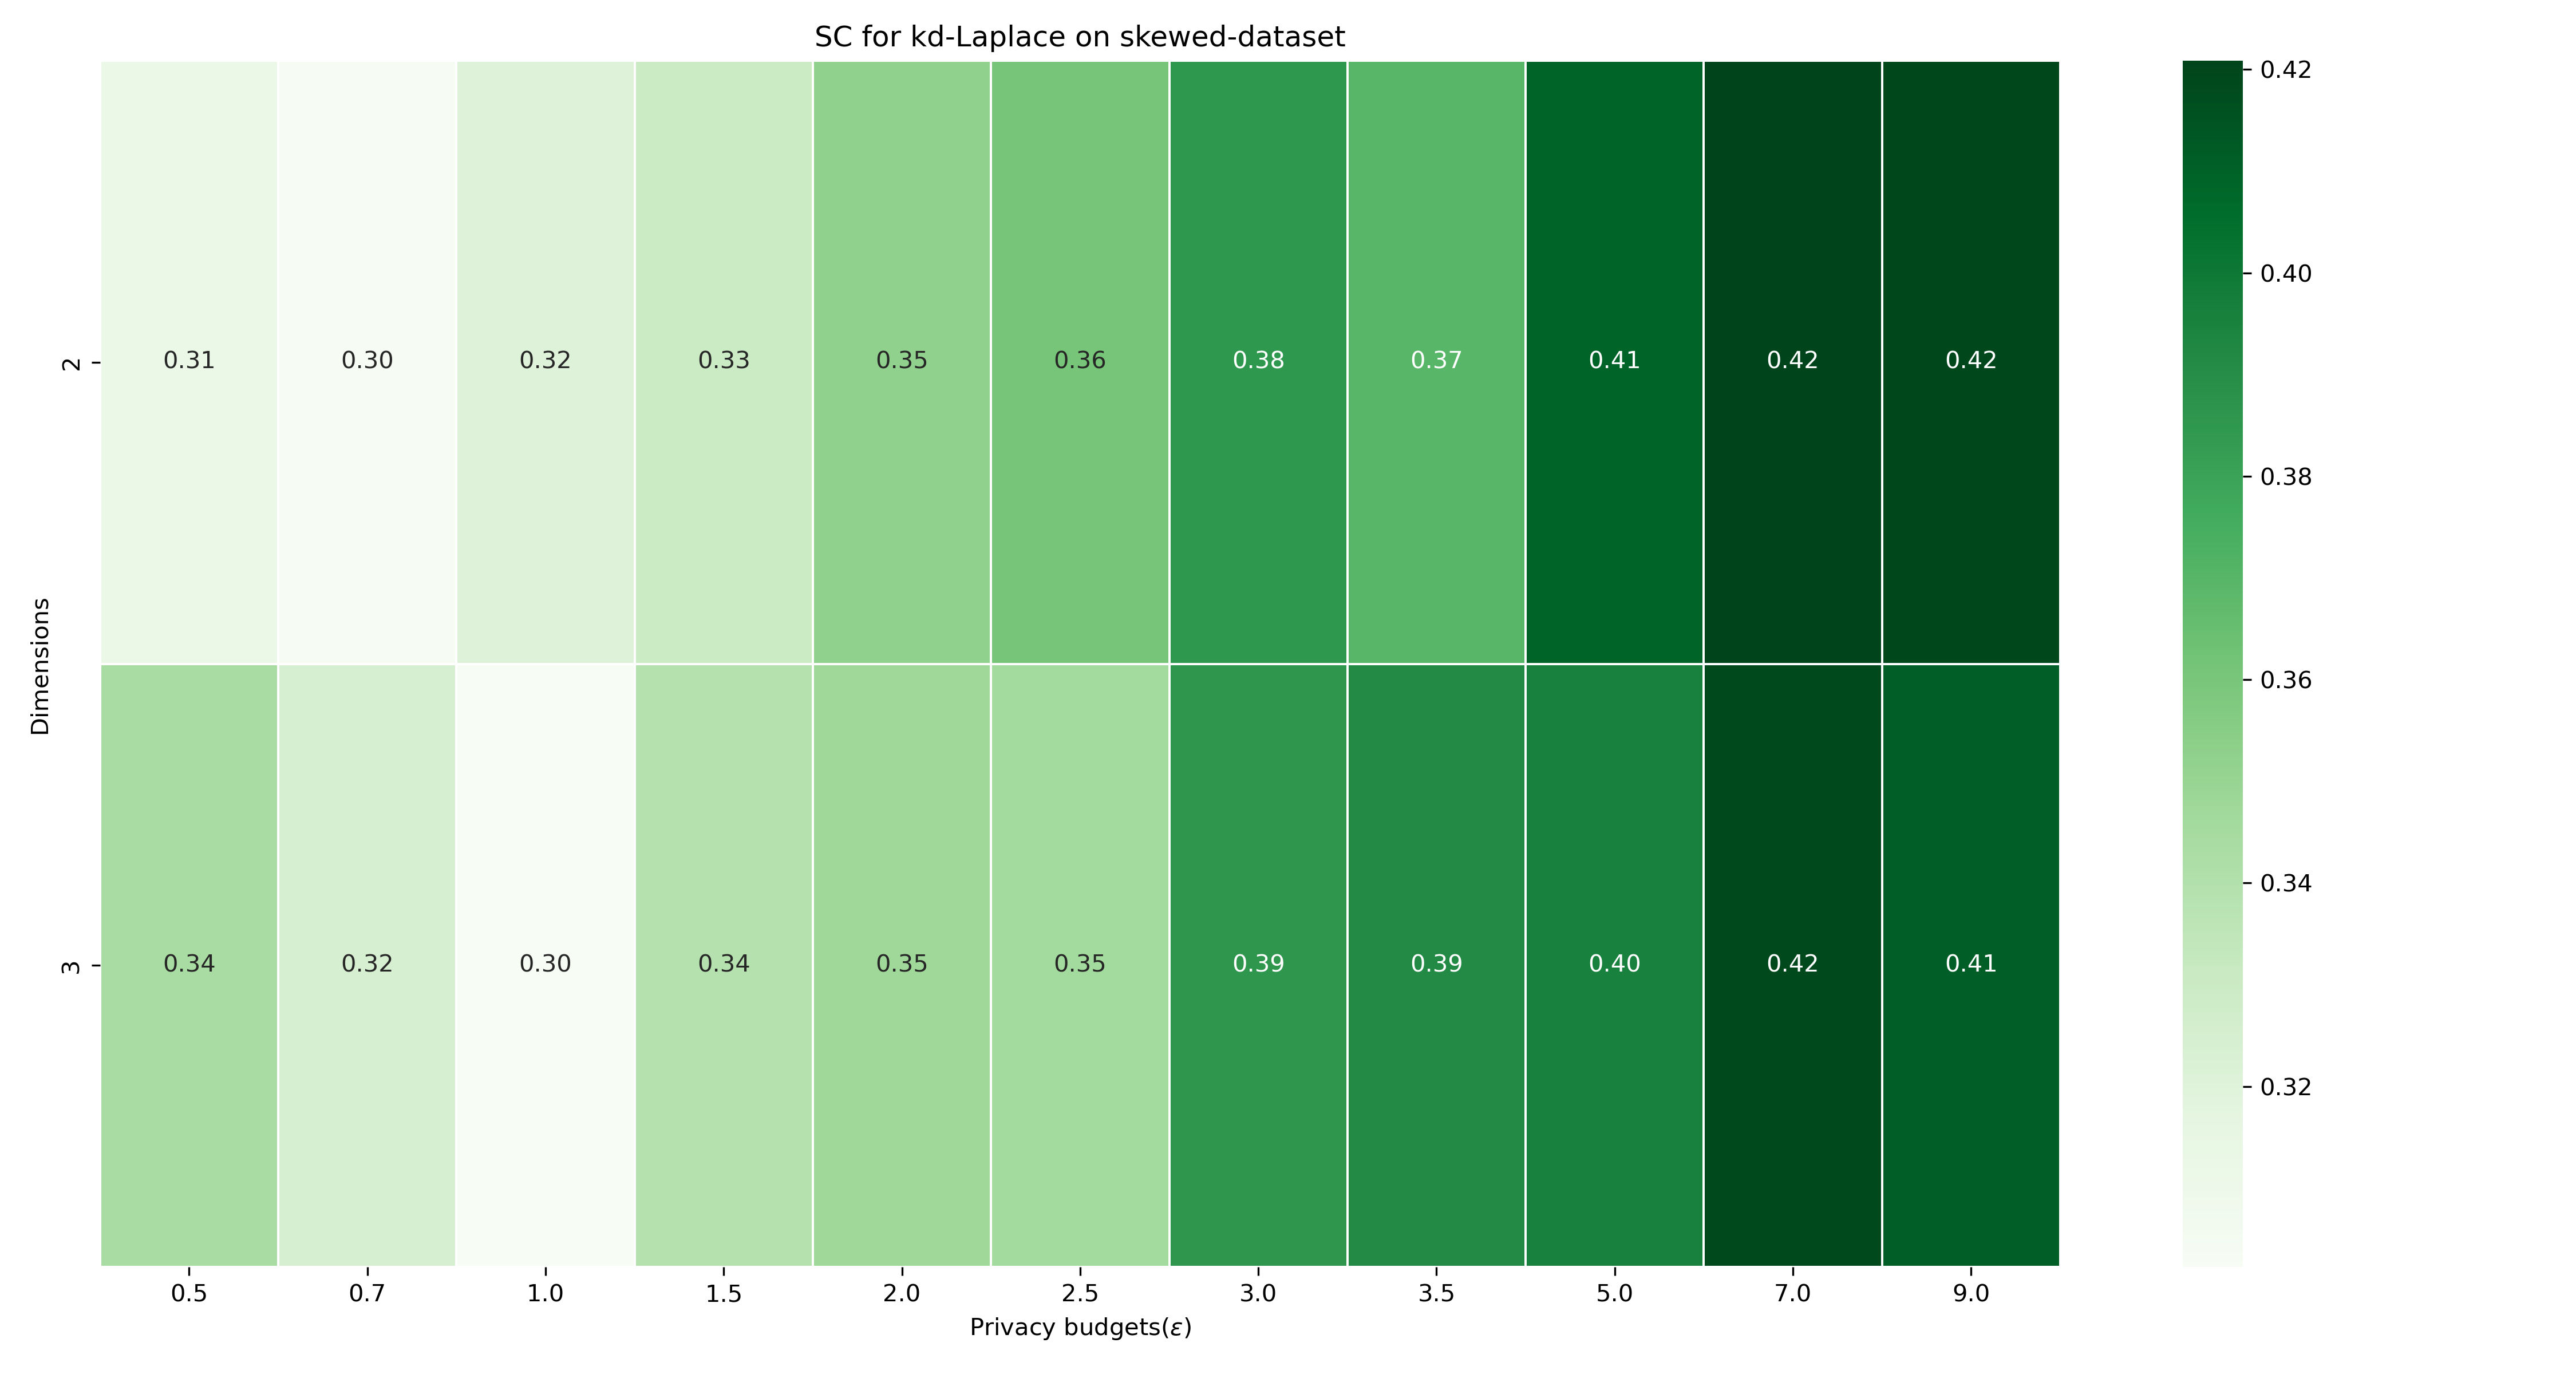 SC for kd-Laplace on skewed-dataset
Dimensions
2
0.31 0.30 0.32 0.33 0.35 0.36 0.38 0.37 0.41 0.42 0.42
3
0.34 0.32 0.30 0.34 0.35 0.35 0.39 0.39 0.40 0.42 0.41
0.5 0.7 1.0 1.5 2.0 2.5 3.0 3.5 5.0 7.0 9.0
Privacy budgets(ε)
0.42
0.40
0.38
0.36
0.34
0.32